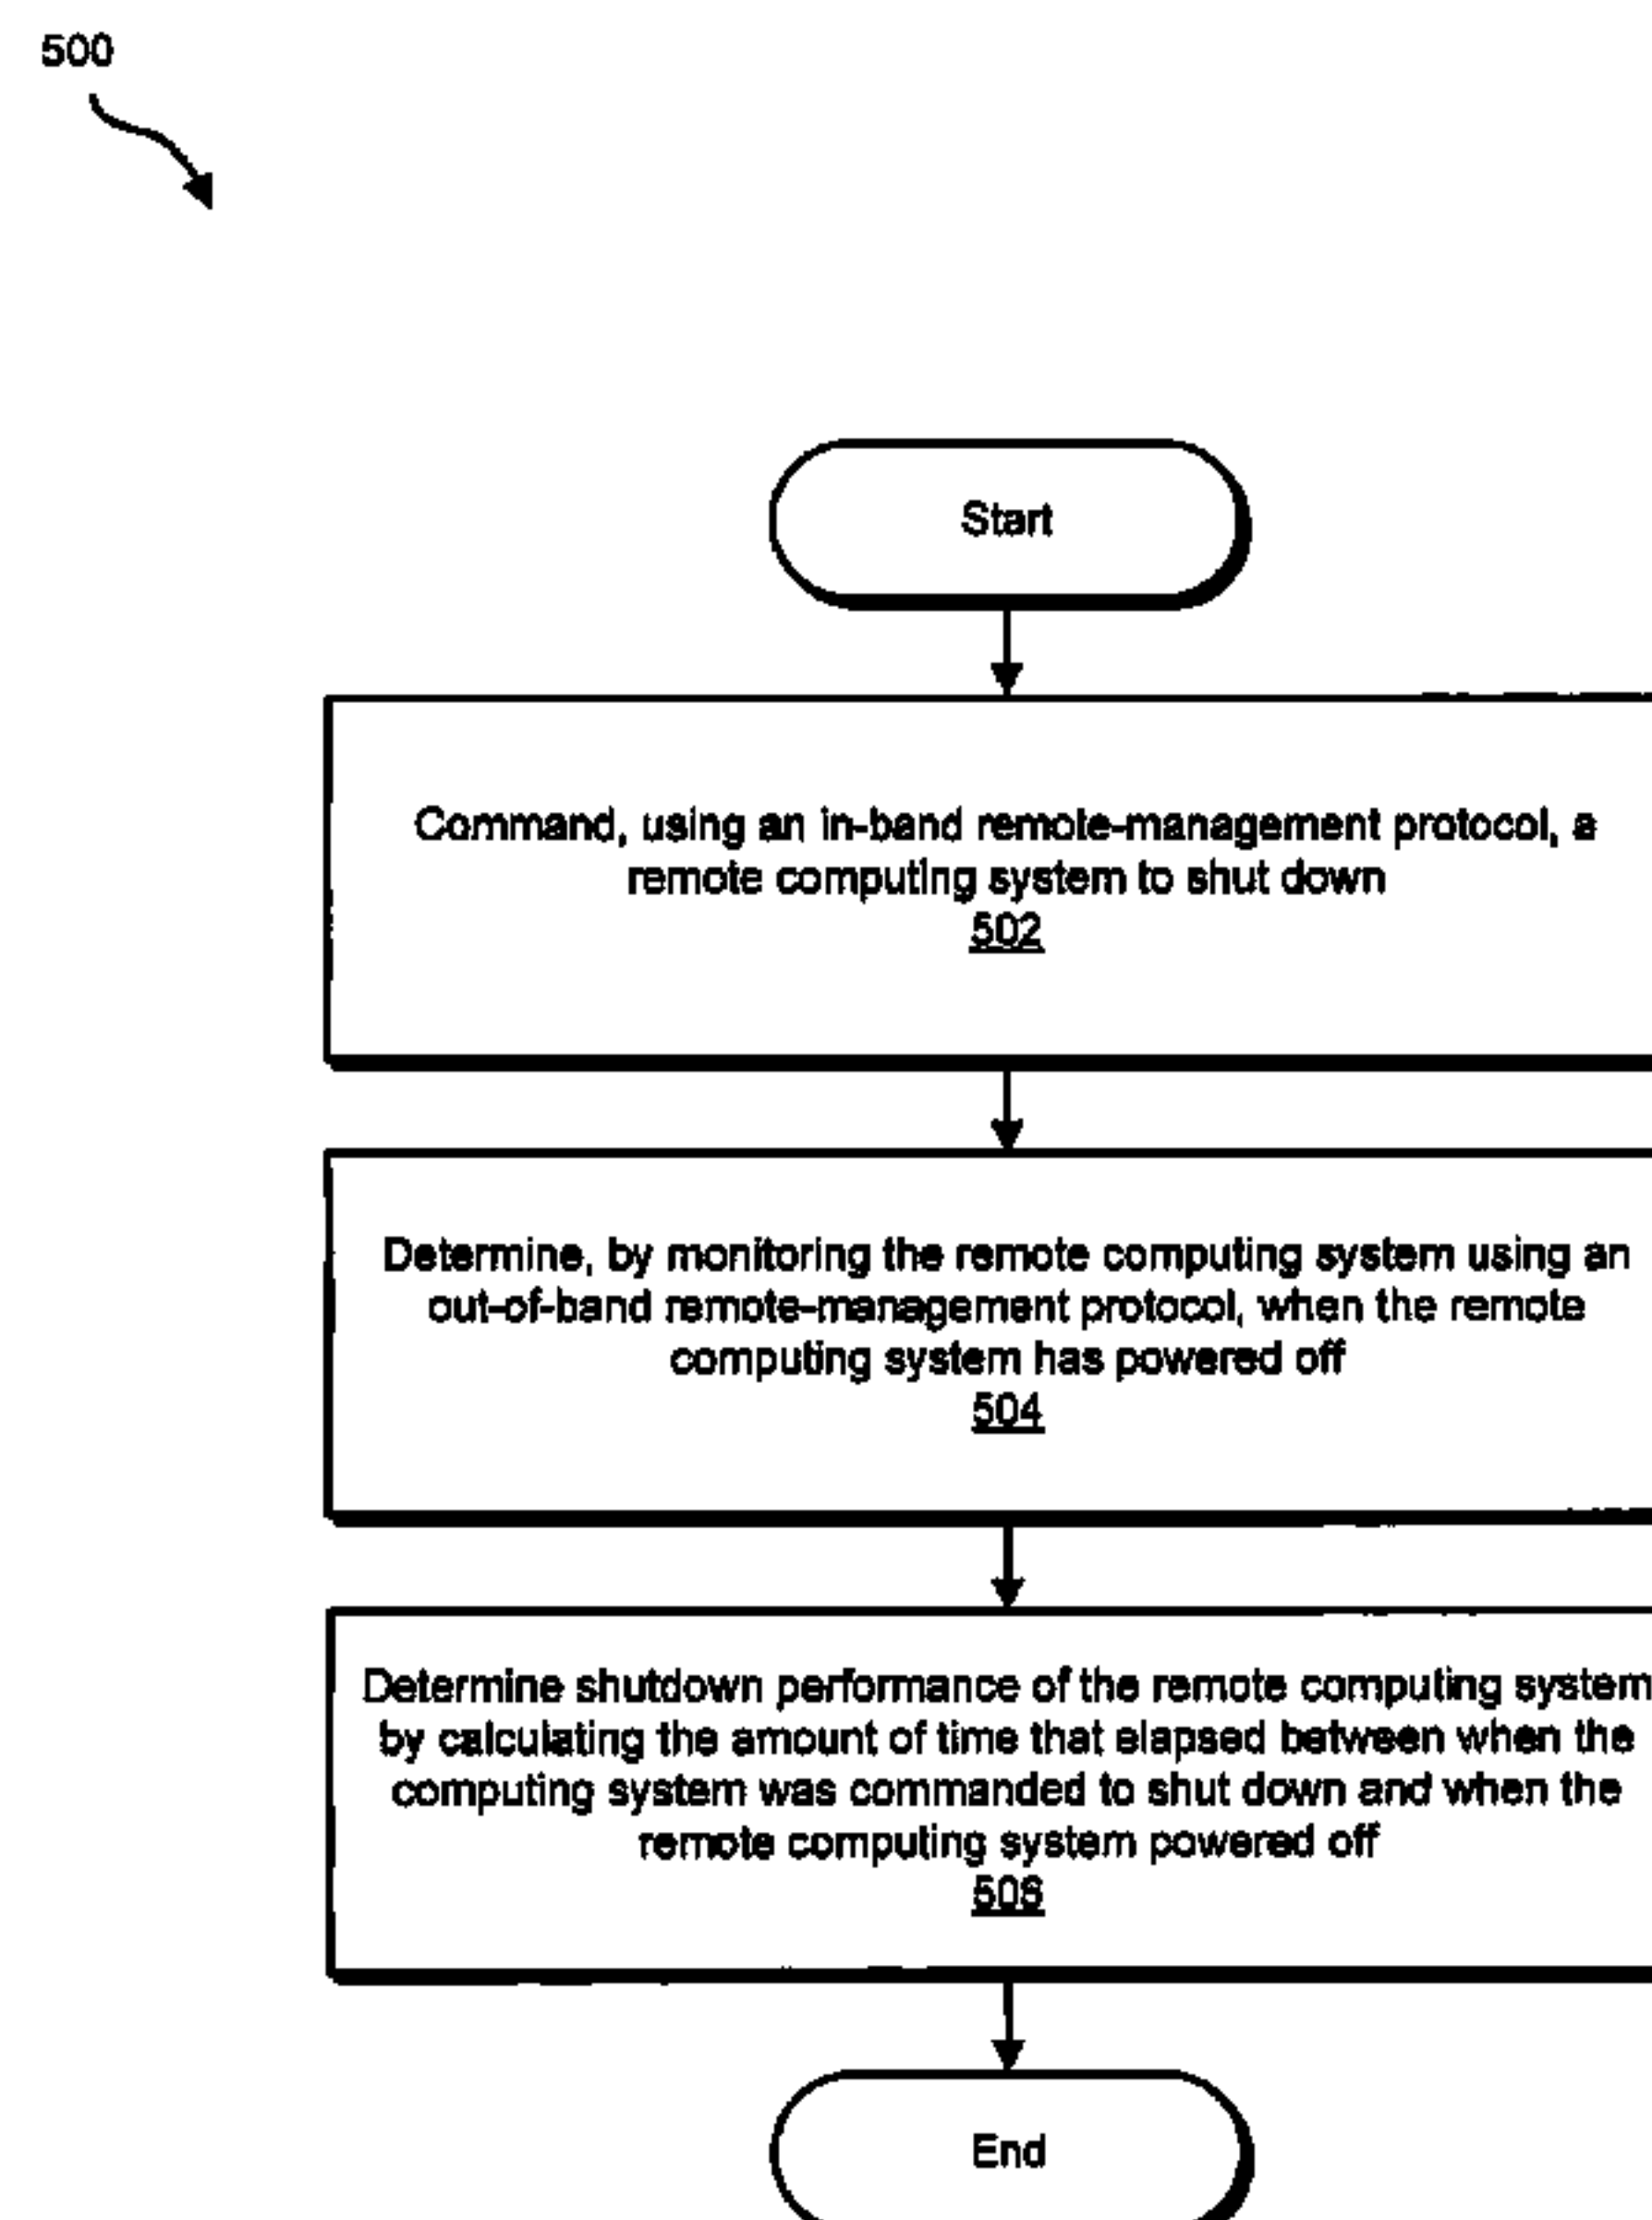 500
Start
Command, using an in-band remote-management protocol, a
remote computing system to shut down
502
Determine, by monitoring the remote computing system using an
out-of-band remote-management protocol, when the remote
computing system has powered off
504
Determine shutdown performance of the remote computing system
by calculating the amount of time that elapsed between when the
computing system was commanded to shut down and when the
remote computing system powered off
506
End